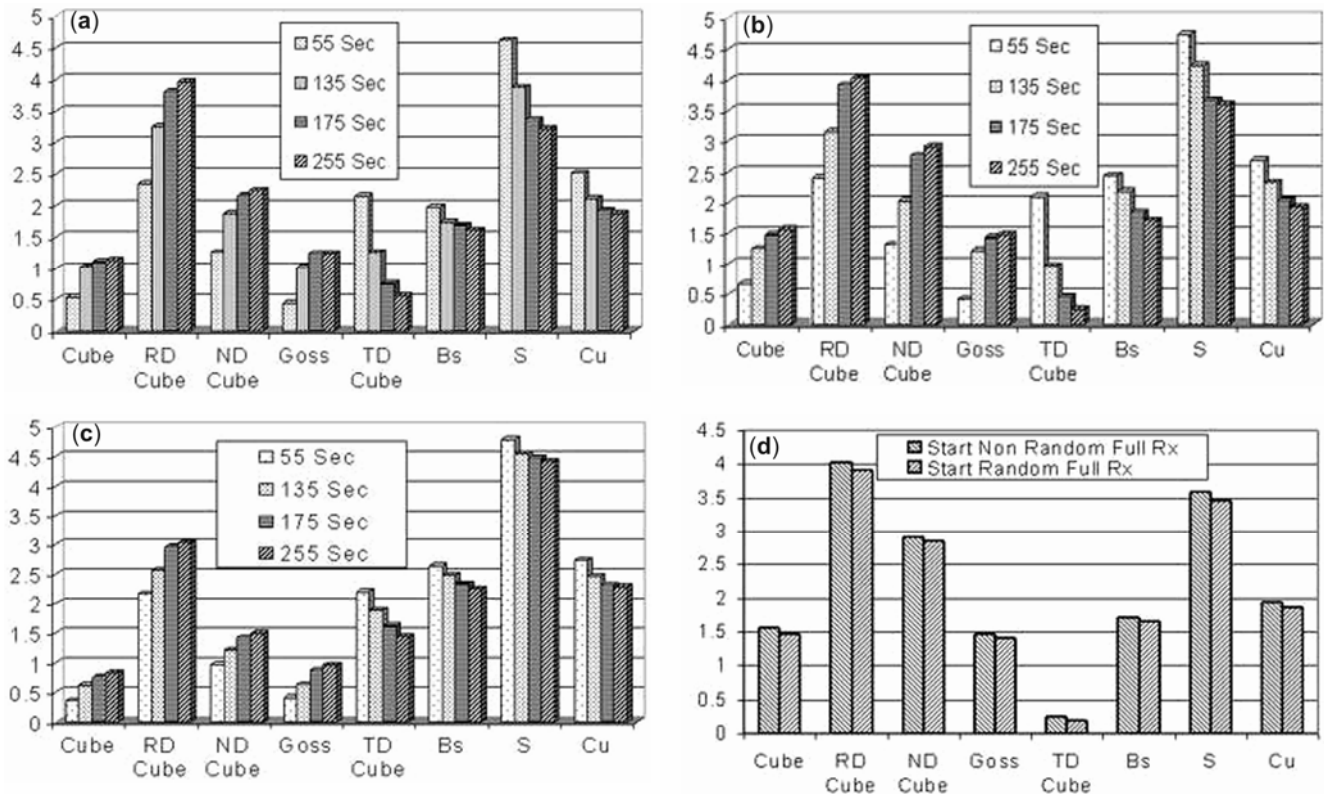 (a)
5
4.5
4
3.5
3
2.5
2
1.5
1
0.5
0
55 Sec
135 Sec
175 Sec
255 Sec
Cube RD Cube ND Cube Goss TD Cube Bs S Cu
(b)
5
4.5
4
3.5
3
2.5
2
1.5
1
0.5
0
55 Sec
135 Sec
175 Sec
255 Sec
Cube RD Cube ND Cube Goss TD Cube Bs S Cu
(c)
5
4.5
4
3.5
3
2.5
2
1.5
1
0.5
0
55 Sec
135 Sec
175 Sec
255 Sec
Cube RD Cube ND Cube Goss TD Cube Bs S Cu
(d)
4.5
4
3.5
3
2.5
2
1.5
1
0.5
0
Start Non Random Full Rx
Start Random Full Rx
Cube RD Cube ND Cube Goss TD Cube Bs S Cu